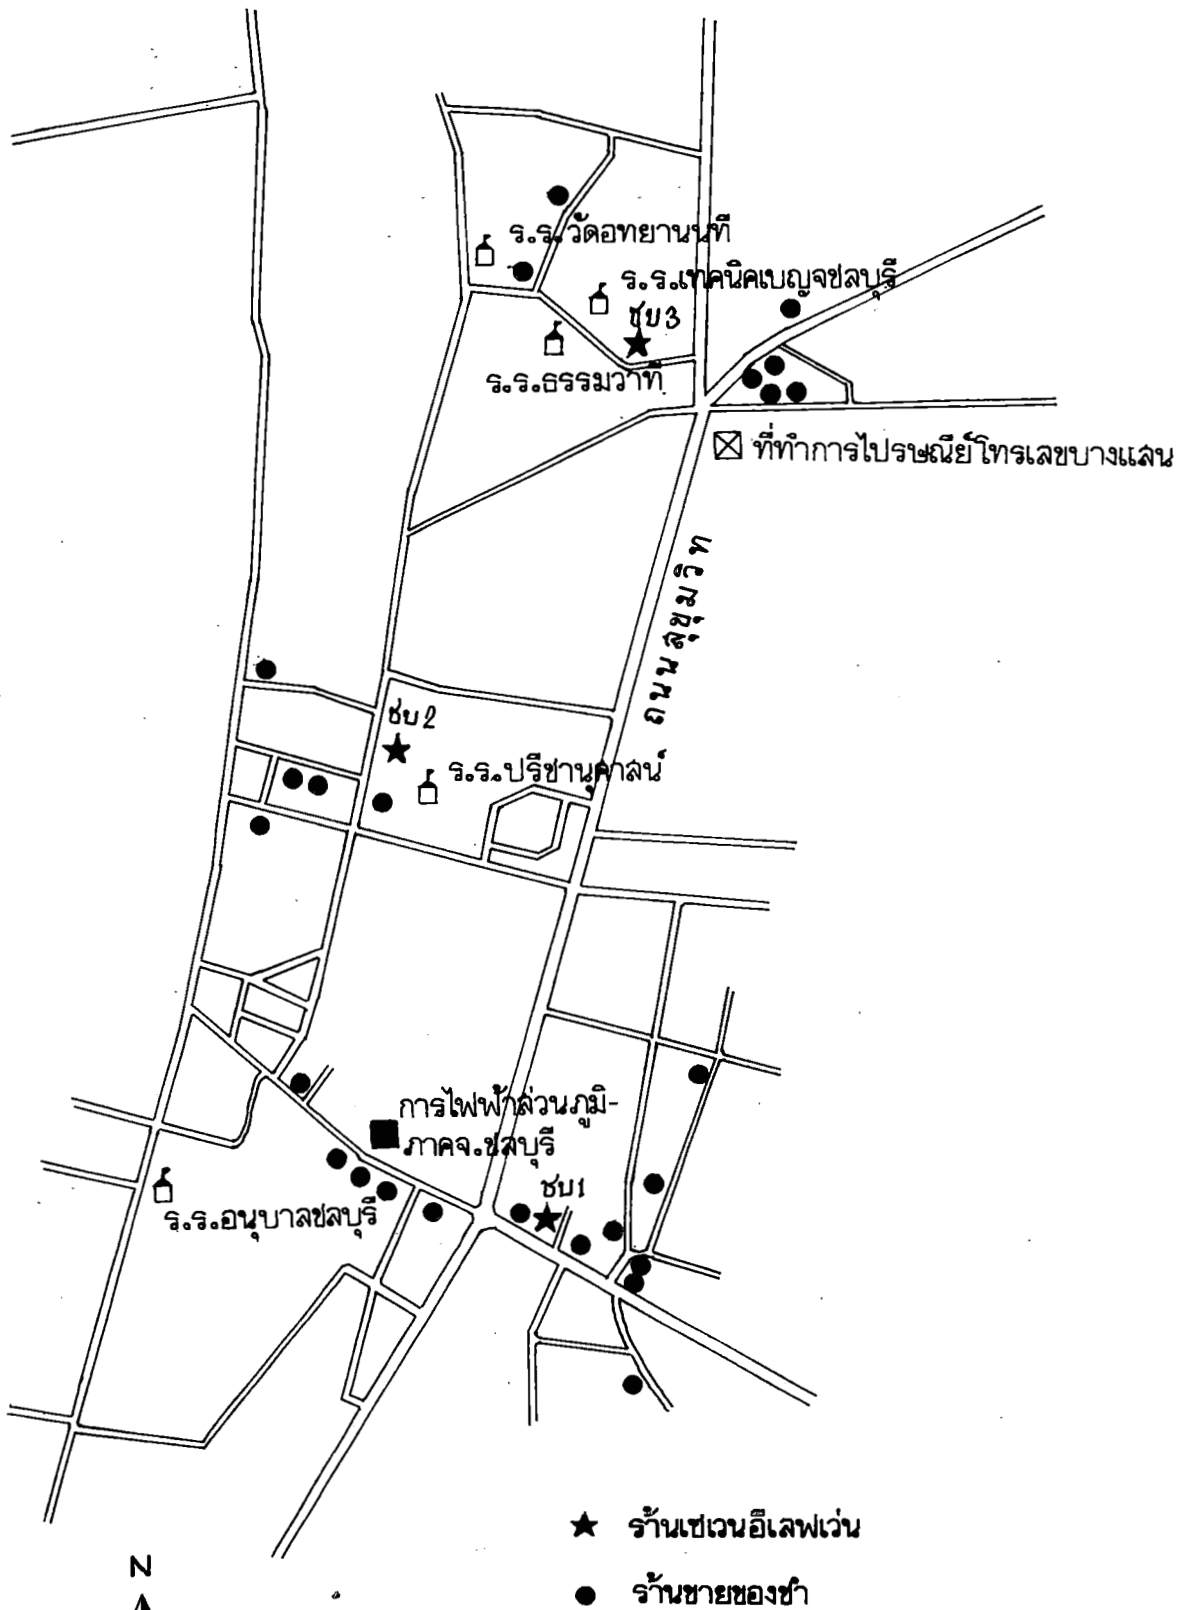 ร.ร.วัดอุทยานนที
ร.ร.เทคนิคเบญจชลบุรี
ชบ3
ร.ร.ธรรมวาที
ที่ทำการไปรษณีย์โทรเลขบางแสน
ถนนสุขุมวิท
ชบ2
ร.ร.ปรีชานุศาสน์
การไฟฟ้าส่วนภูมิ-
ภาคจ.ชลบุรี
ชบ1
ร.ร.อนุบาลชลบุรี
ร้านเซเวนอีเลฟเว่น
N
ร้านขายของชำ